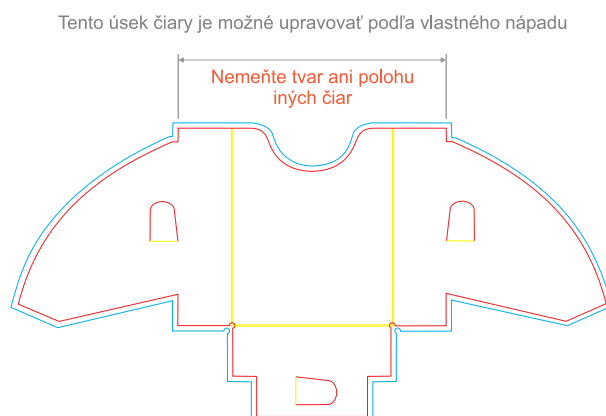 Tento úsek čiary je možné upravovať podľa vlastného nápadu
Nemeňte tvar ani polohu
iných čiar